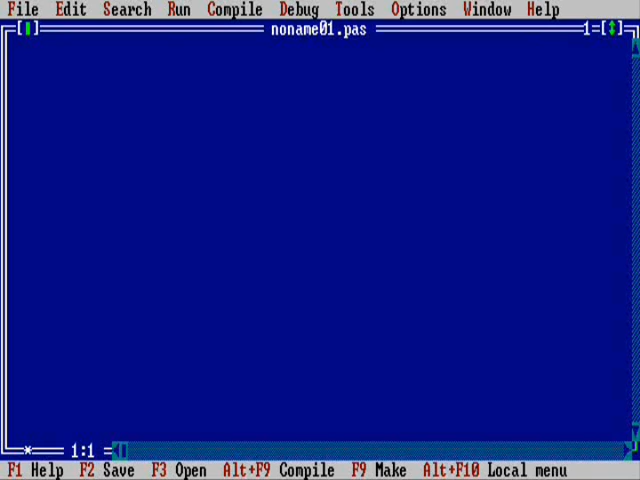 File Edit Search Run Compile Debug Tools Options Window Help
noname01.pas 1
* 1:1
F1 Help F2 Save F3 Open Alt+F9 Compile F9 Make Alt+F10 Local menu